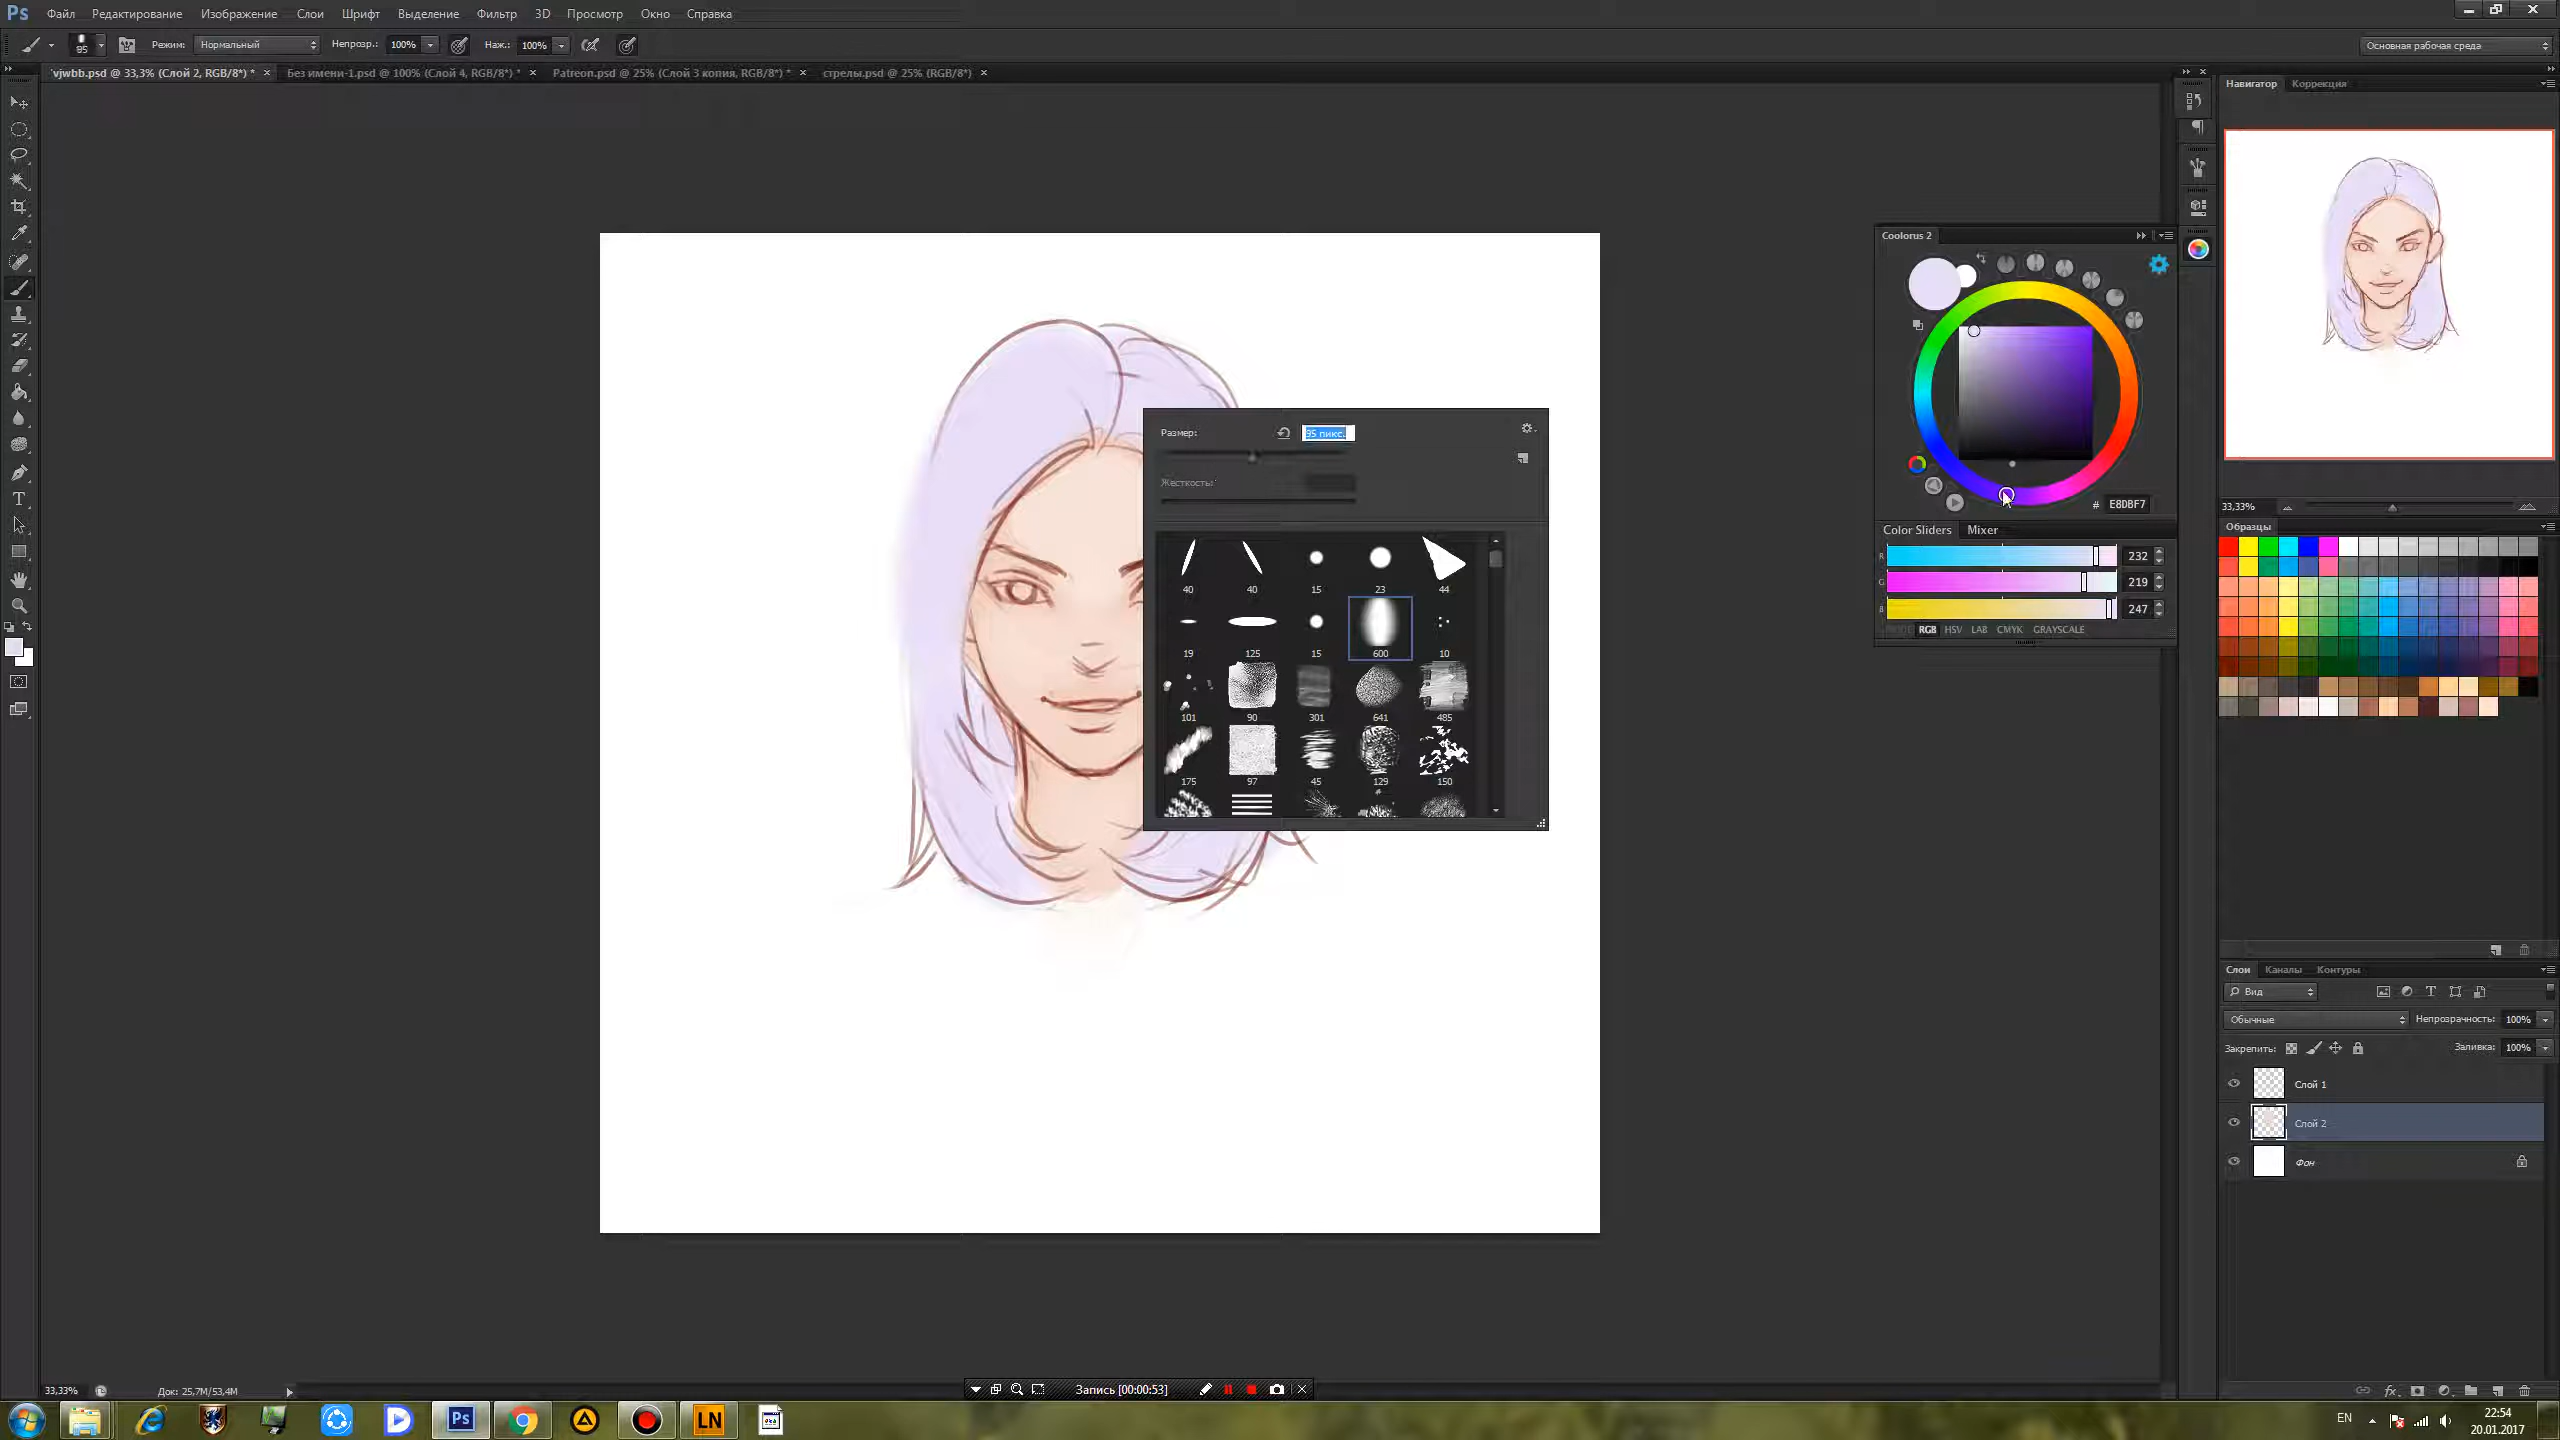 Ps Файл Редактирование Изображение Слои Шрифт Выделение Фильтр 3D Просмотр Окно Справка
95 Режим: Нормальный Непрозр.: 100% Наж.: 100% Основная рабочая среда
vjwbb.psd @ 33,3% (Слой 2, RGB/8*) * × Без имени-1.psd @ 100% (Слой 4, RGB/8*) * × Patreon.psd @ 25% (Слой 3 копия, RGB/8*) * × стрелы.psd @ 25% (RGB/8*) ×
Навигатор Коррекция
Coolorus 2
# E8DBF7
Color Sliders Mixer
R 232
G 219
B 247
RGB HSV LAB CMYK GRAYSCALE
Размер: 95 пикс.
Жесткость:
40 40 15 23 44
19 125 15 600 10
101 90 301 641 485
175 97 45 129 150
33,33%
Образцы
Слои Каналы Контуры
Вид
Обычные Непрозрачность: 100%
Закрепить: Заливка: 100%
Слой 1
Слой 2
Фон
fx
33,33% Док: 25,7M/53,4M
Запись [00:00:53]
Ps LN
EN 22:54
20.01.2017